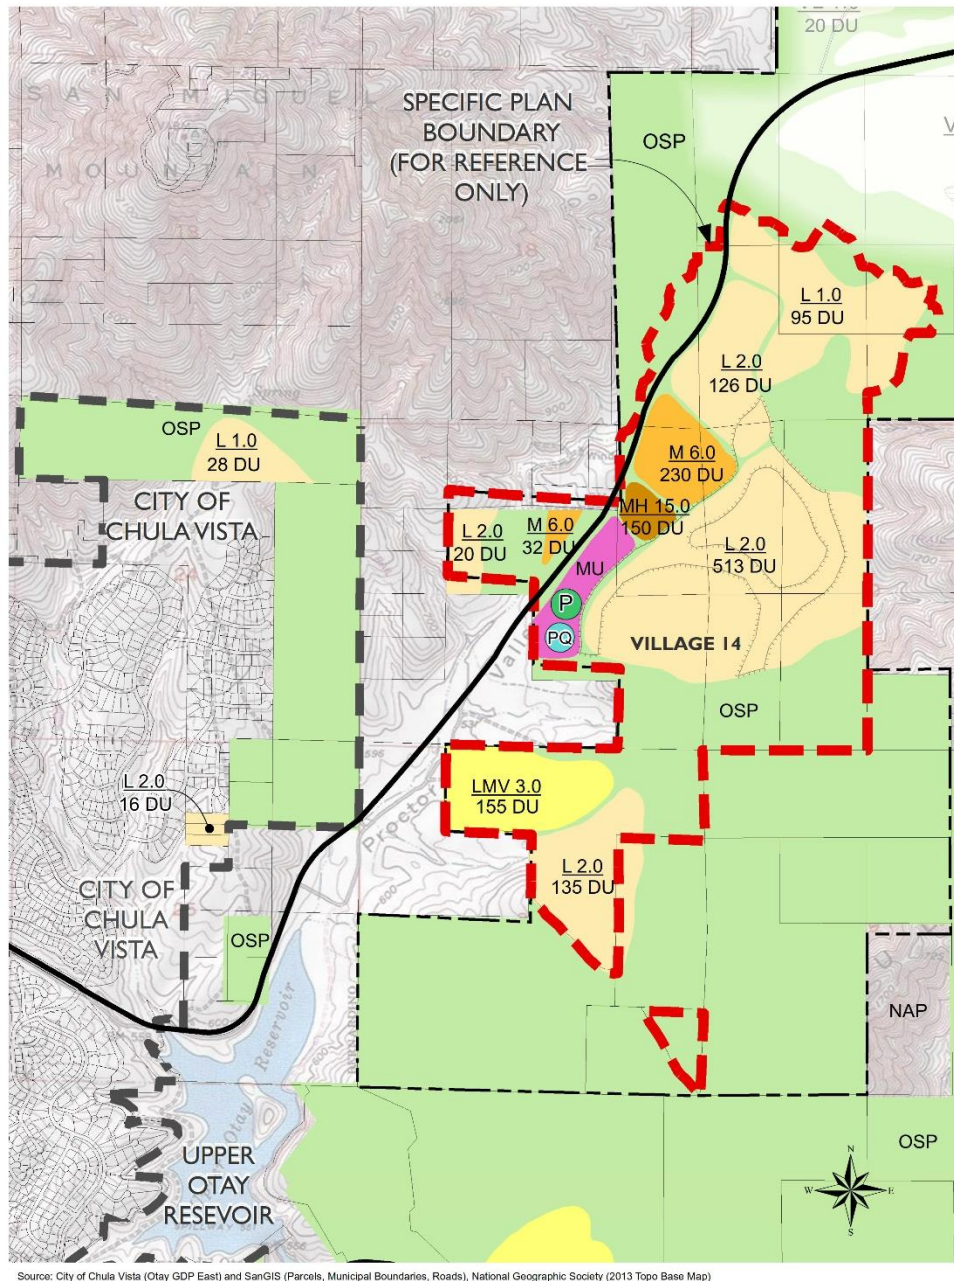 20 DU
SPECIFIC PLAN
BOUNDARY
(FOR REFERENCE
ONLY)
OSP
SAN MIGUEL
MOUNTAIN
L 1.0
95 DU
L 2.0
126 DU
OSP
L 1.0
28 DU
M 6.0
230 DU
CITY OF
CHULA VISTA
MH 15.0
150 DU
L 2.0
20 DU
M 6.0
32 DU
L 2.0
513 DU
MU
P
PQ
VILLAGE 14
OSP
L 2.0
16 DU
LMV 3.0
155 DU
Proctor
L 2.0
135 DU
CITY OF
CHULA
VISTA
OSP
NAP
Otay Reservoir
UPPER
OTAY
RESEVOIR
OSP
N
W E
S
Source: City of Chula Vista (Otay GDP East) and SanGIS (Parcels, Municipal Boundaries, Roads), National Geographic Society (2013 Topo Base Map)